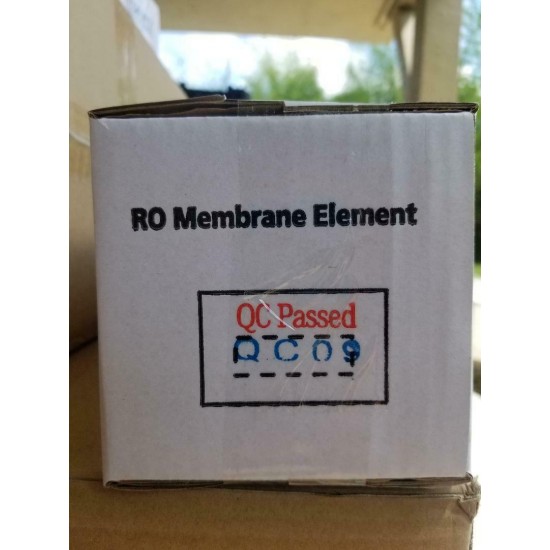 RO Membrane Element
QC Passed
QC09